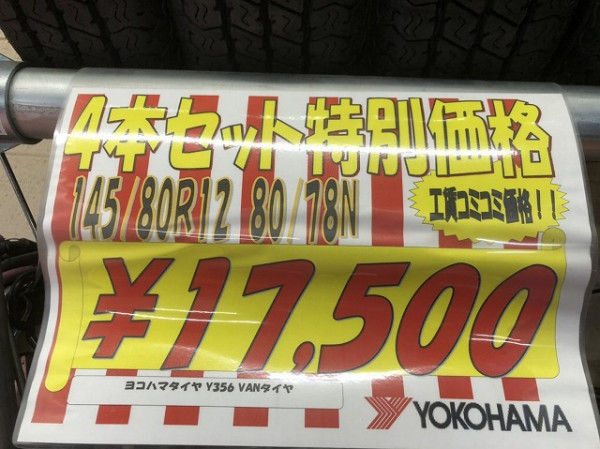 4本セット特別価格
145/80R12 80/78N
工賃コミコミ価格!!
¥17,500
ヨコハマタイヤ Y356 VANタイヤ
YOKOHAMA